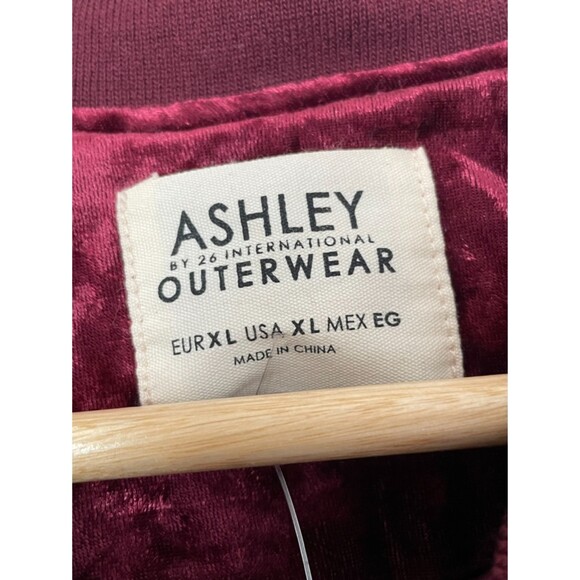 ASHLEY
BY 26 INTERNATIONAL
OUTERWEAR
EUR XL USA XL MEX EG
MADE IN CHINA